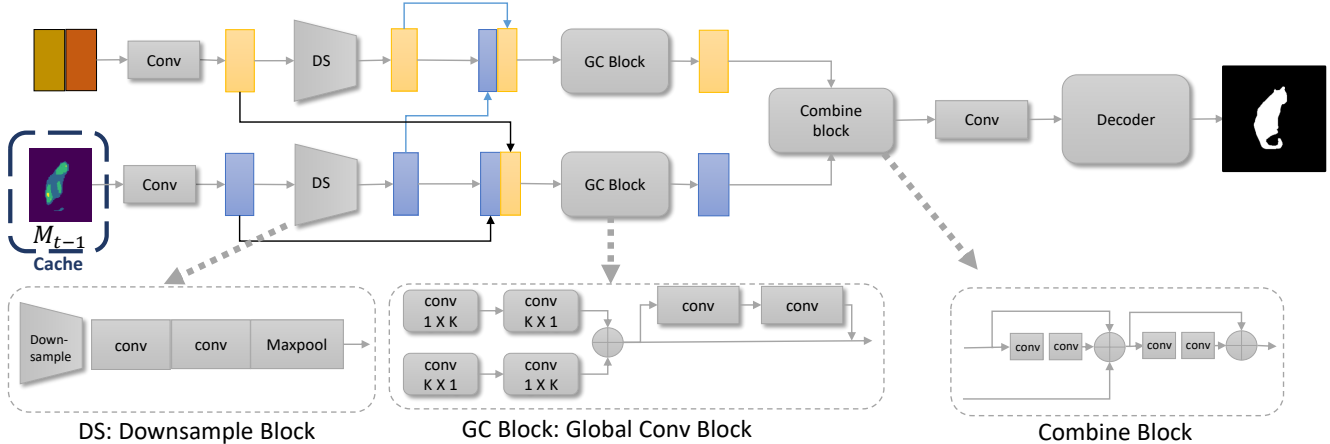 Conv
DS
GC Block
Combine
block
Conv
Decoder
Conv
DS
GC Block
M_{t−1}
Cache
Down-
sample
conv
conv
Maxpool
DS: Downsample Block
conv
1 X K
conv
K X 1
conv
K X 1
conv
1 X K
conv
conv
GC Block: Global Conv Block
conv
conv
conv
conv
Combine Block